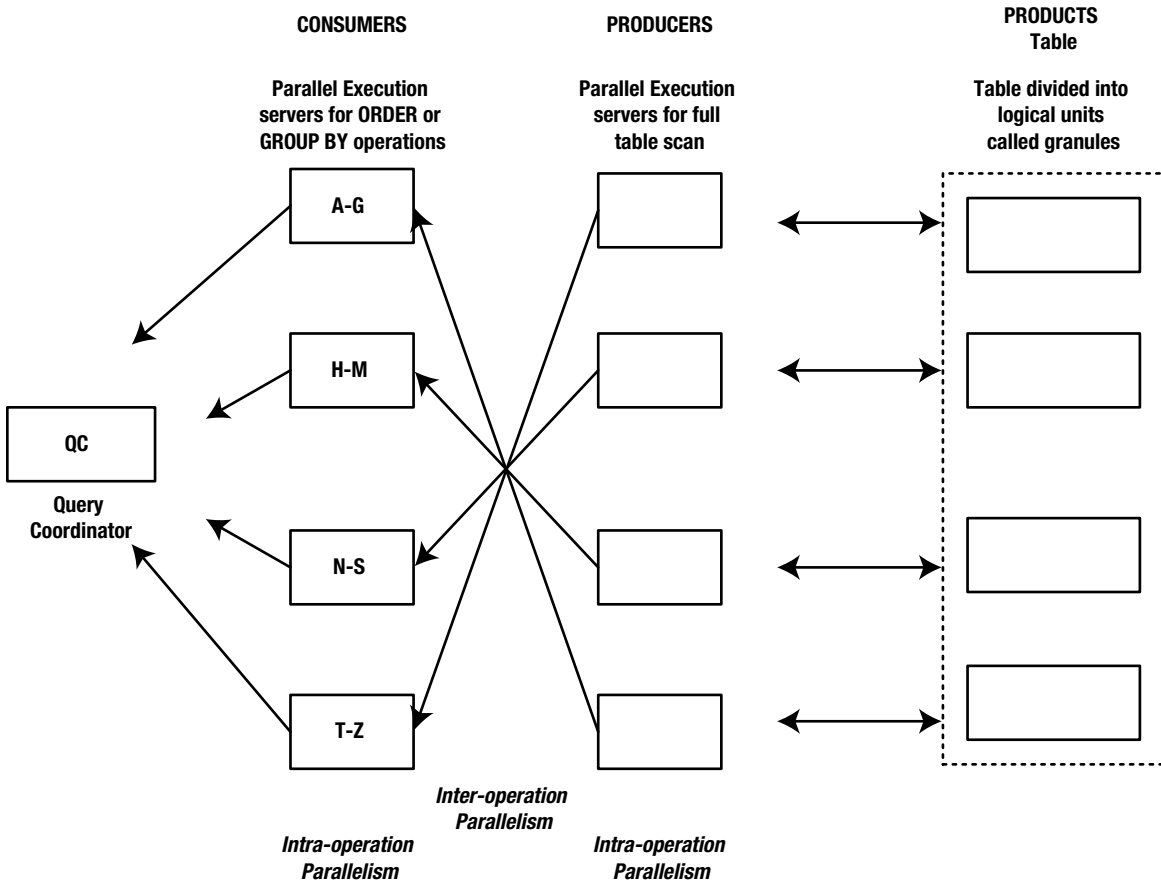 CONSUMERS
PRODUCERS
PRODUCTS
Table
Parallel Execution
servers for ORDER or
GROUP BY operations
Parallel Execution
servers for full
table scan
Table divided into
logical units
called granules
A-G
H-M
QC
Query
Coordinator
N-S
T-Z
Inter-operation
Parallelism
Intra-operation
Parallelism
Intra-operation
Parallelism